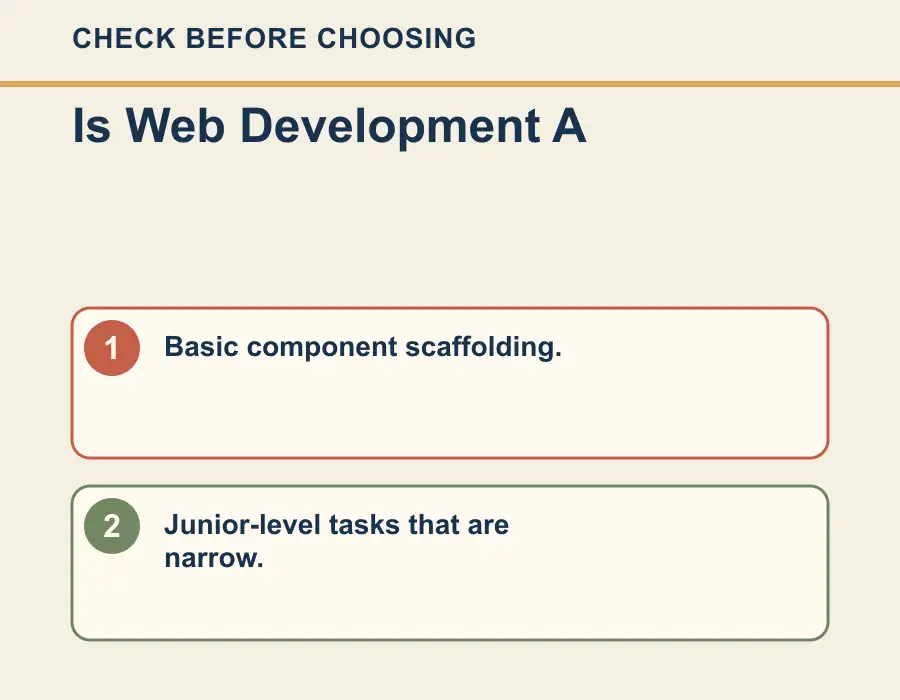 CHECK BEFORE CHOOSING
Is Web Development A
1
Basic component scaffolding.
2
Junior-level tasks that are
narrow.